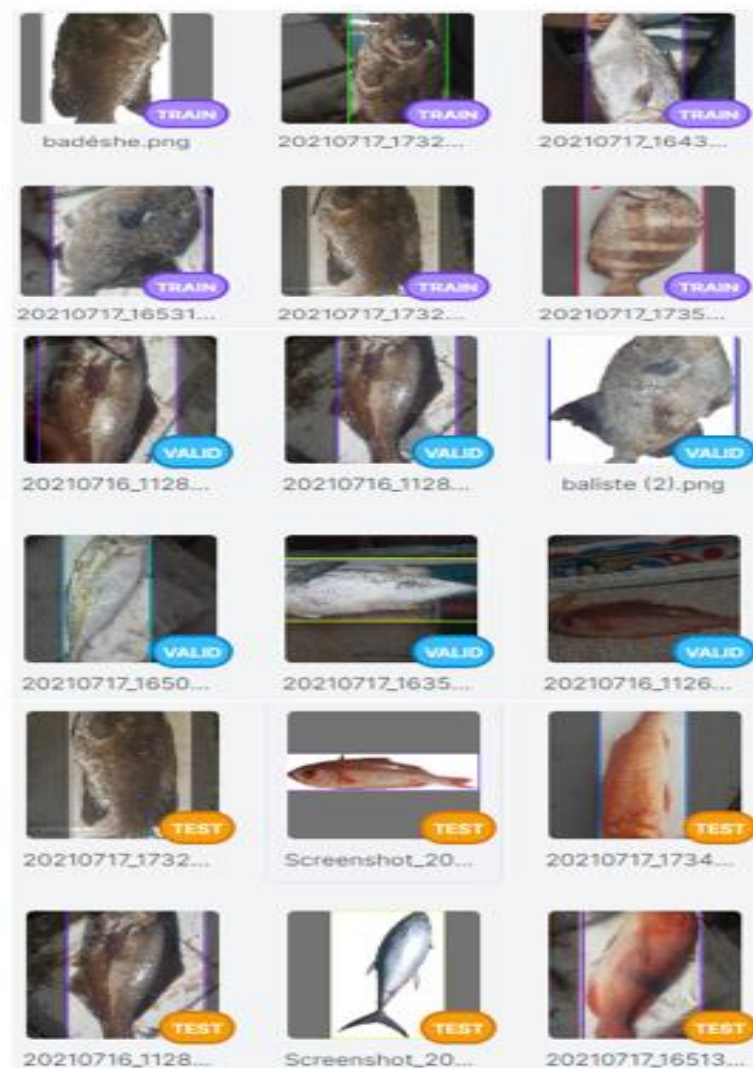 TRAIN TRAIN TRAIN
badéshe.png 20210717_1732... 20210717_1643...
TRAIN TRAIN TRAIN
20210717_16531... 20210717_1732... 20210717_1735...
VALID VALID VALID
20210716_1128... 20210716_1128... baliste (2).png
VALID VALID VALID
20210717_1650... 20210717_1635... 20210716_1126...
TEST TEST TEST
20210717_1732... Screenshot_20... 20210717_1734...
TEST TEST TEST
20210716_1128... Screenshot_20... 20210717_16513...